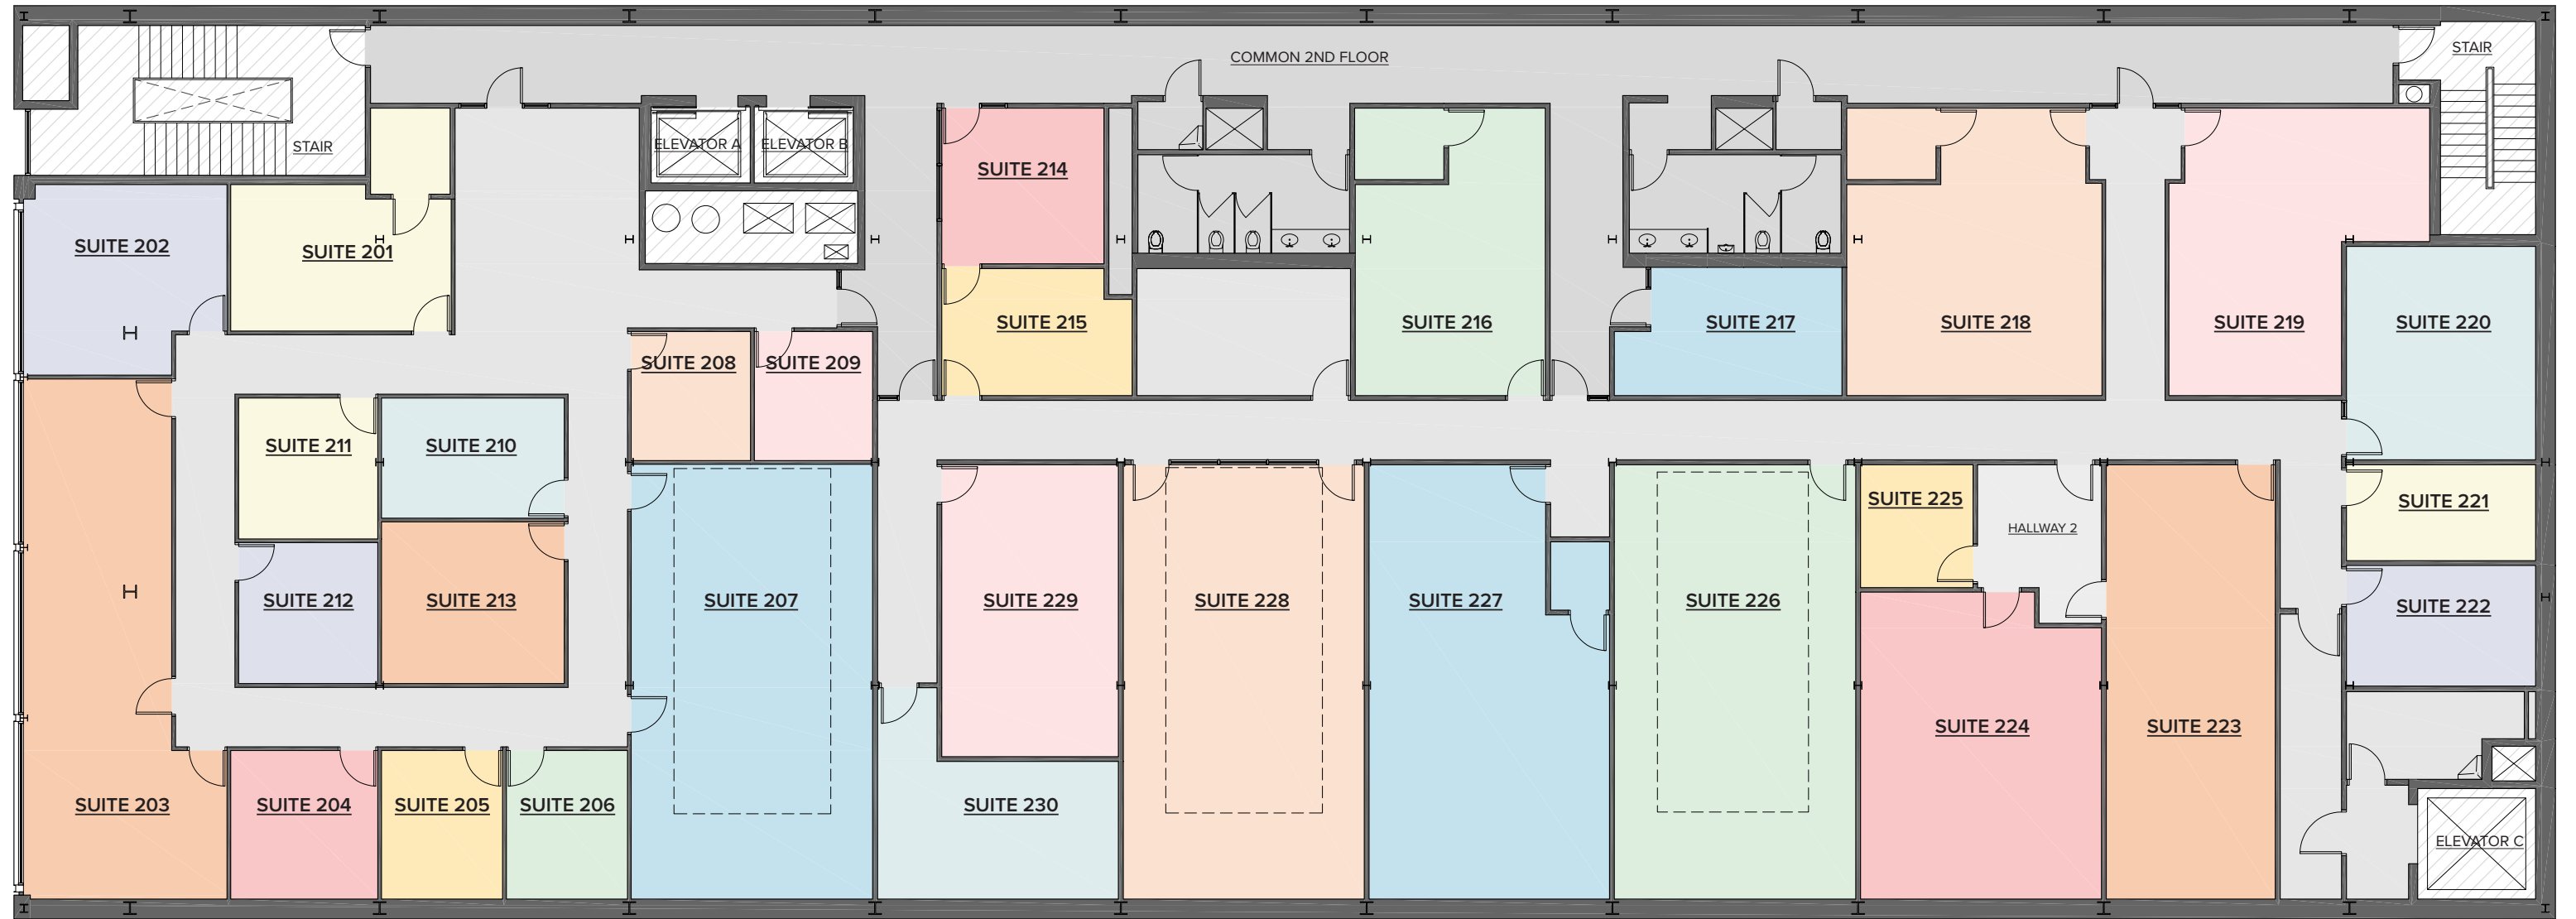 COMMON 2ND FLOOR
STAIR
STAIR
ELEVATOR A
ELEVATOR B
SUITE 214
SUITE 202
SUITE 201
SUITE 215
SUITE 216
SUITE 217
SUITE 218
SUITE 219
SUITE 220
SUITE 208
SUITE 209
SUITE 211
SUITE 210
SUITE 225
SUITE 221
HALLWAY 2
SUITE 212
SUITE 213
SUITE 207
SUITE 229
SUITE 228
SUITE 227
SUITE 226
SUITE 222
SUITE 224
SUITE 223
SUITE 203
SUITE 204
SUITE 205
SUITE 206
SUITE 230
ELEVATOR C